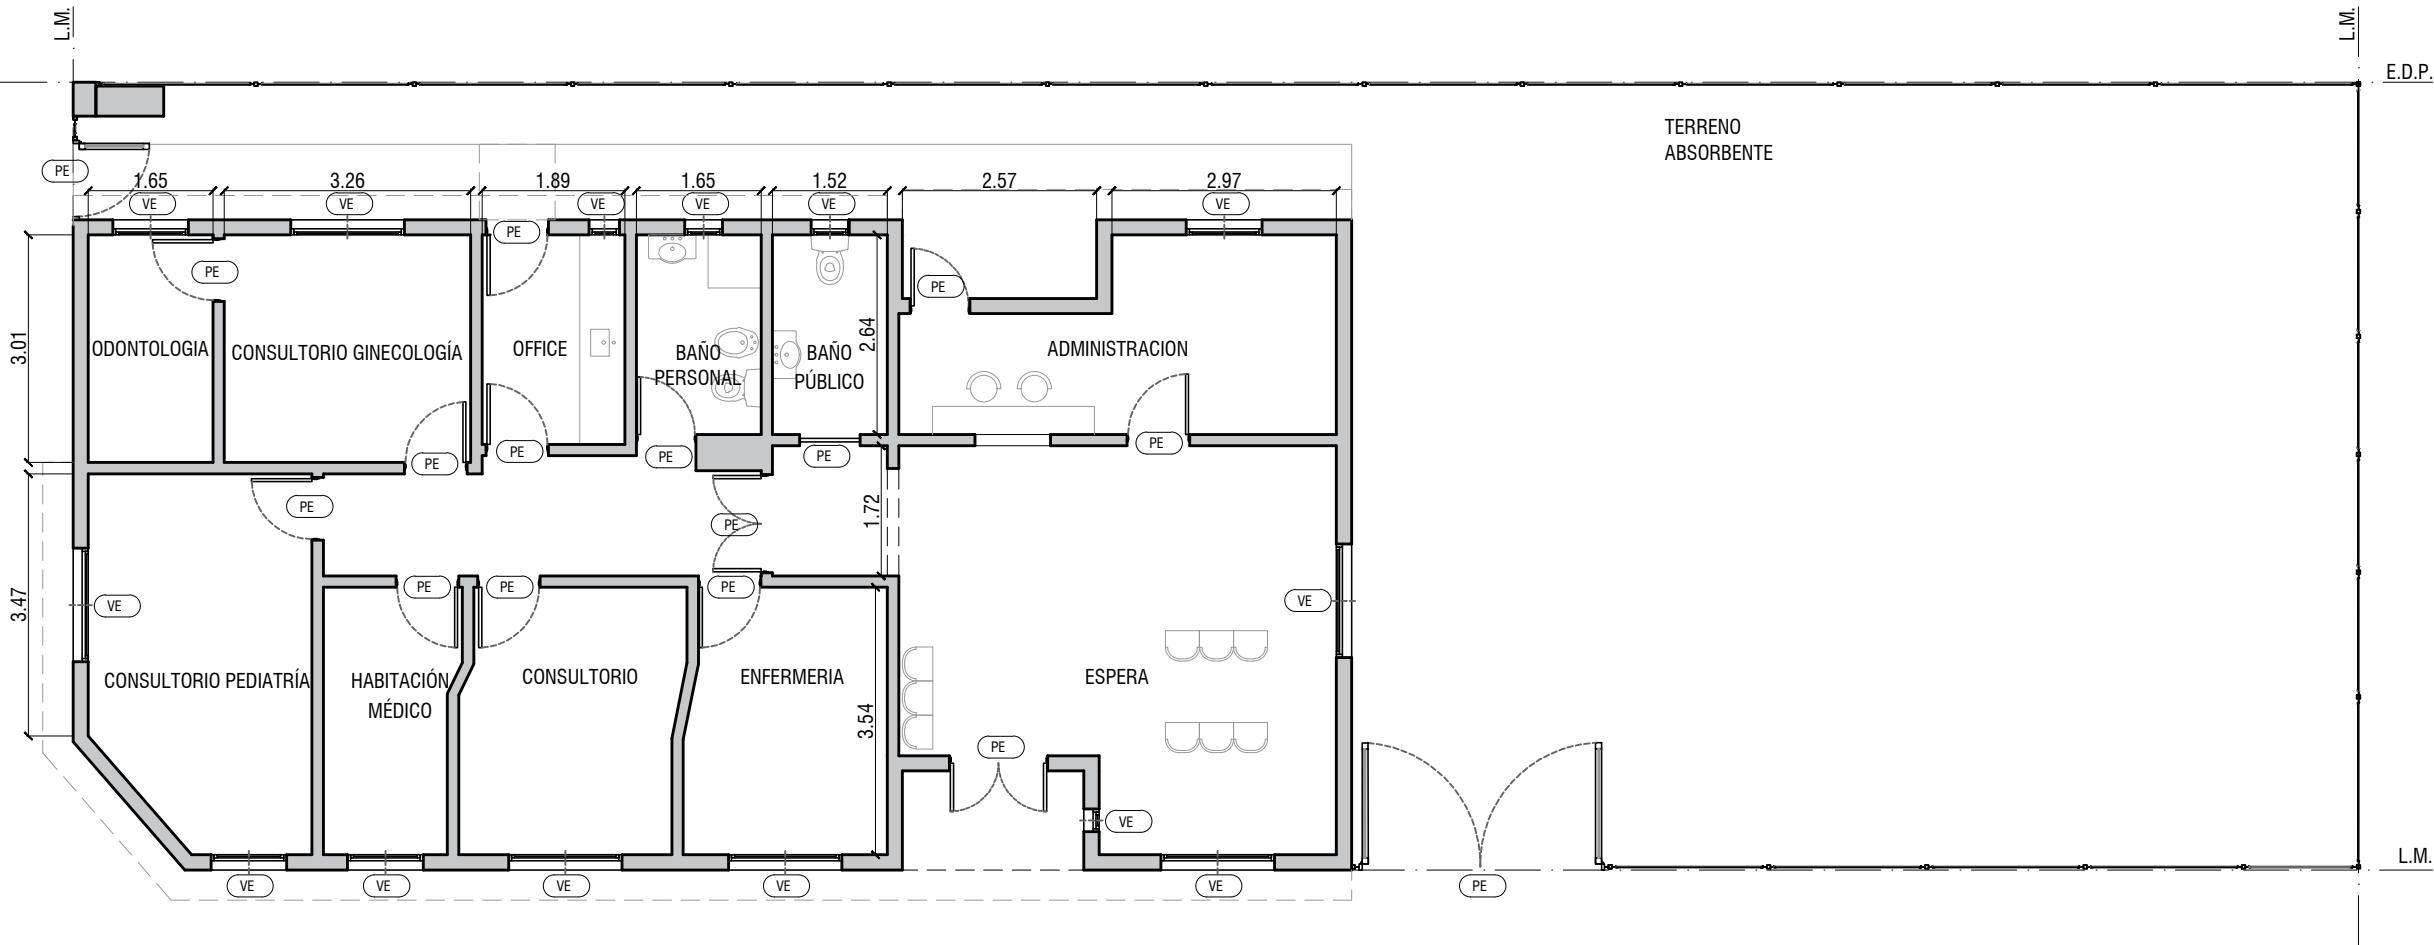 L.M.
L.M.
E.D.P.
TERRENO
ABSORBENTE
PE
1.65
3.26
1.89
1.65
1.52
2.57
2.97
VE
VE
VE
VE
VE
VE
PE
PE
PE
3.01
ODONTOLOGIA
CONSULTORIO GINECOLOGÍA
OFFICE
BAÑO
PERSONAL
BAÑO
PÚBLICO
2.64
ADMINISTRACION
PE
PE
PE
PE
PE
PE
PE
1.72
3.47
VE
PE
PE
PE
VE
CONSULTORIO PEDIATRÍA
HABITACIÓN
MÉDICO
CONSULTORIO
ENFERMERIA
3.54
ESPERA
PE
VE
L.M.
VE
VE
VE
VE
VE
PE